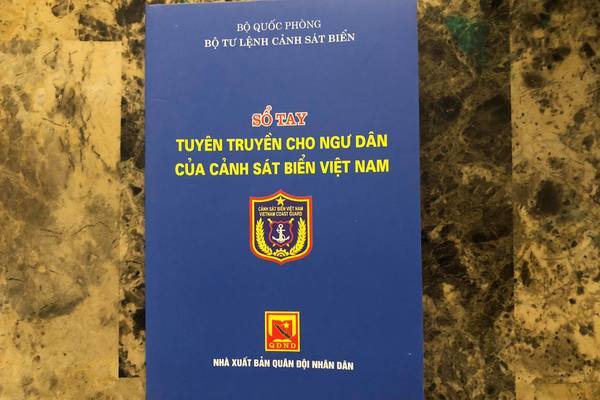 BỘ QUỐC PHÒNG
BỘ TƯ LỆNH CẢNH SÁT BIỂN
SỔ TAY
TUYÊN TRUYỀN CHO NGƯ DÂN
CỦA CẢNH SÁT BIỂN VIỆT NAM
CẢNH SÁT BIỂN VIỆT NAM
VIETNAM COAST GUARD
QDND
NHÀ XUẤT BẢN QUÂN ĐỘI NHÂN DÂN